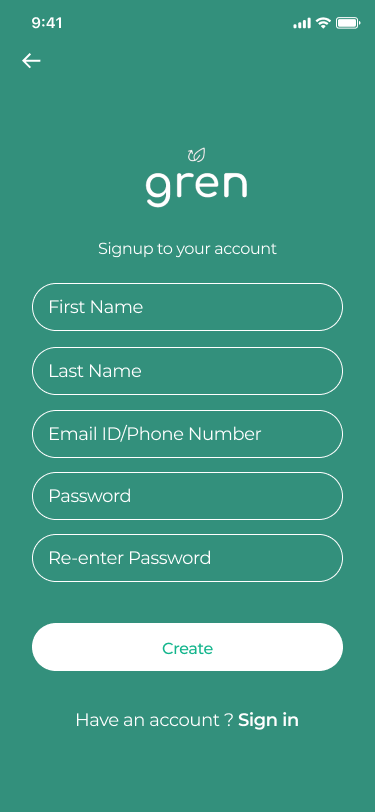 9:41
gren
Signup to your account
First Name
Last Name
Email ID/Phone Number
Password
Re-enter Password
Create
Have an account ? Sign in